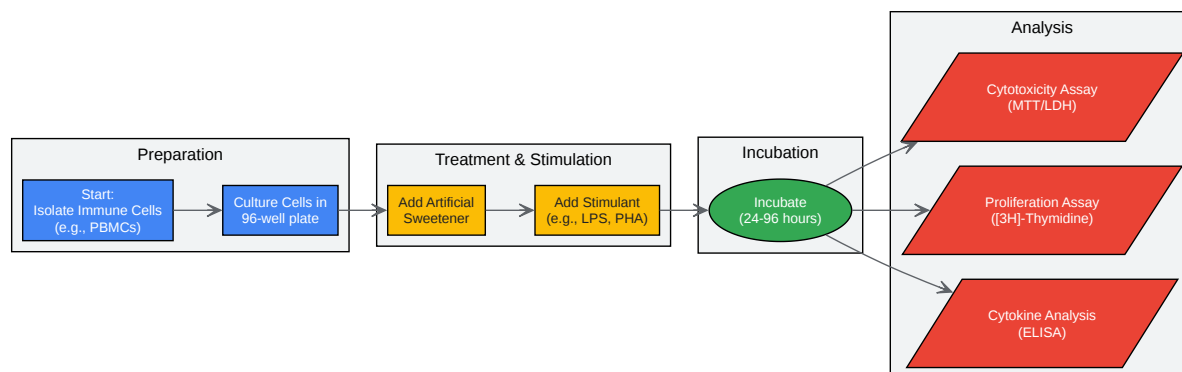 Preparation
Start:
Isolate Immune Cells
(e.g., PBMCs)
Culture Cells in
96-well plate
Treatment & Stimulation
Add Artificial
Sweetener
Add Stimulant
(e.g., LPS, PHA)
Incubation
Incubate
(24-96 hours)
Analysis
Cytotoxicity Assay
(MTT/LDH)
Proliferation Assay
([3H]-Thymidine)
Cytokine Analysis
(ELISA)